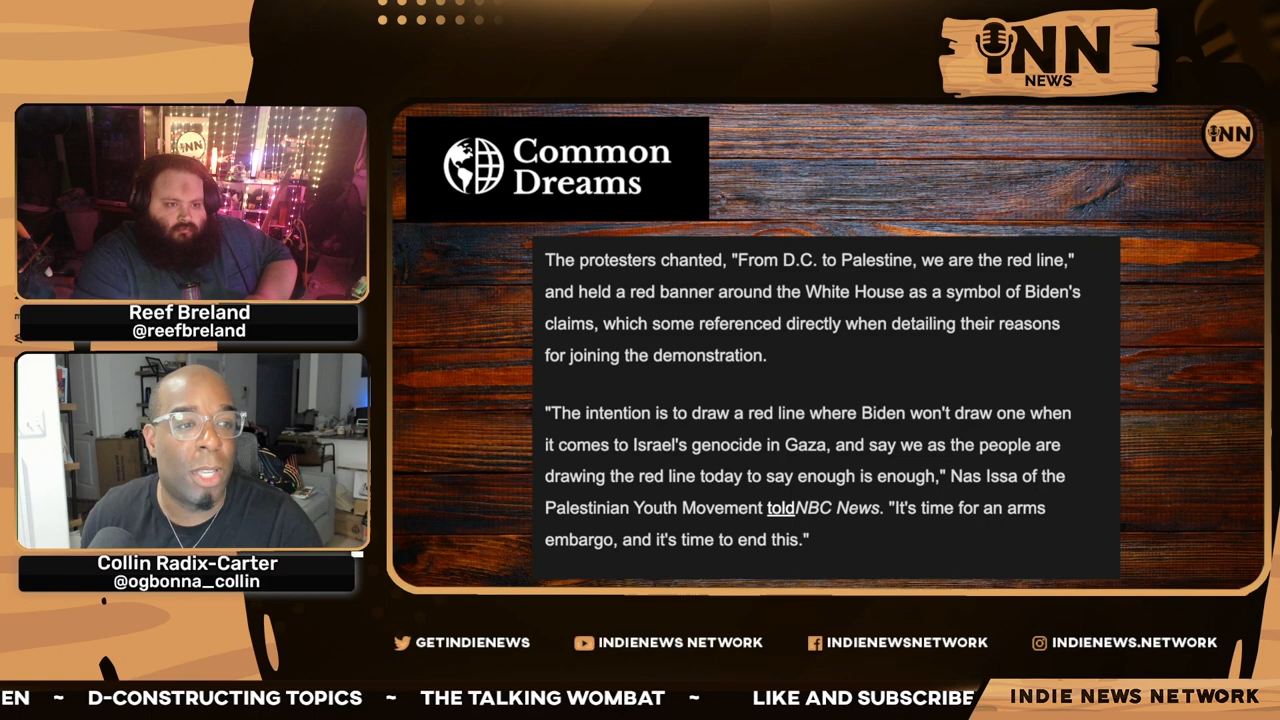 iNN
NEWS
iNN
Common
Dreams
iNN
The protesters chanted, "From D.C. to Palestine, we are the red line,"
and held a red banner around the White House as a symbol of Biden's
claims, which some referenced directly when detailing their reasons
for joining the demonstration.
"The intention is to draw a red line where Biden won't draw one when
it comes to Israel's genocide in Gaza, and say we as the people are
drawing the red line today to say enough is enough," Nas Issa of the
Palestinian Youth Movement toldNBC News. "It's time for an arms
embargo, and it's time to end this."
Reef Breland
@reefbreland
Collin Radix-Carter
@ogbonna_collin
GETINDIENEWS
INDIENEWS NETWORK
INDIENEWSNETWORK
INDIENEWS.NETWORK
EN ~ D-CONSTRUCTING TOPICS ~ THE TALKING WOMBAT ~ LIKE AND SUBSCRIBE
INDIE NEWS NETWORK